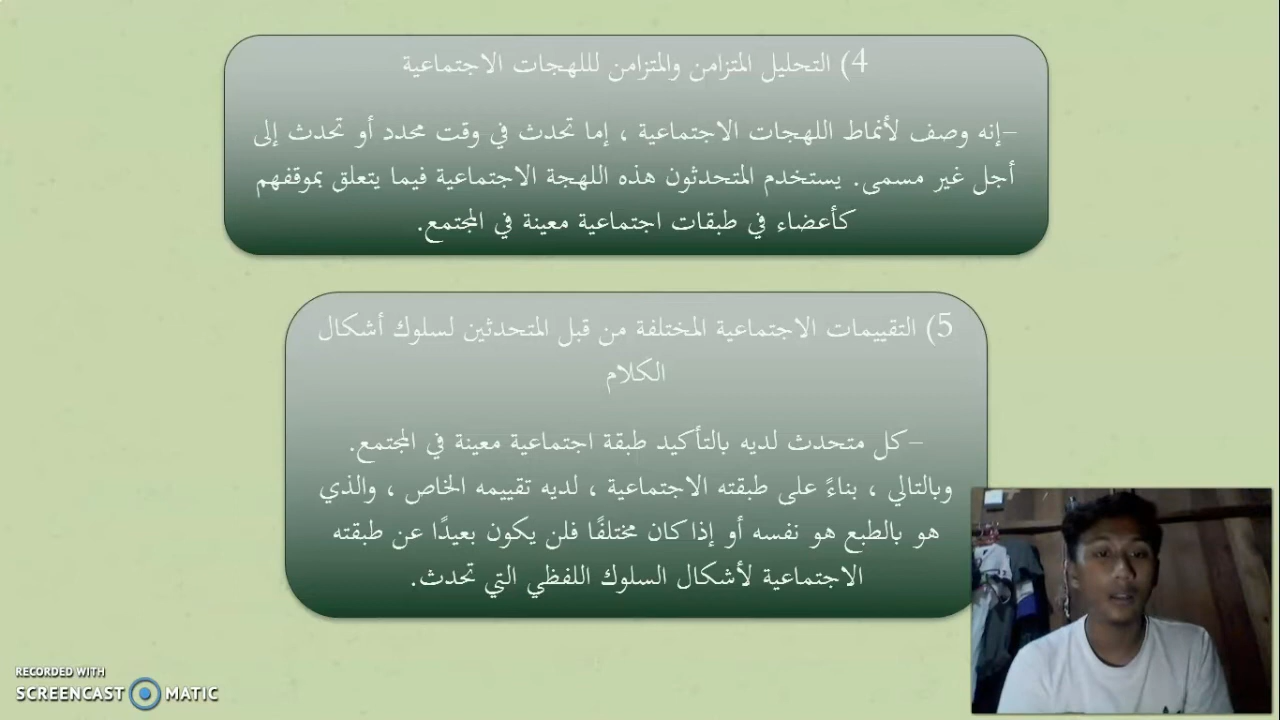 4) التحليل المتزامن والمتزامن لللهجات الاجتماعية
-إنه وصف لأنماط اللهجات الاجتماعية ، إما تحدث في وقت محدد أو تحدث إلى
أجل غير مسمى. يستخدم المتحدثون هذه اللهجة الاجتماعية فيما يتعلق بموقفهم
كأعضاء في طبقات اجتماعية معينة في المجتمع.
5) التقييمات الاجتماعية المختلفة من قبل المتحدثين لسلوك أشكال
الكلام
-كل متحدث لديه بالتأكيد طبقة اجتماعية معينة في المجتمع.
وبالتالي ، بناءً على طبقته الاجتماعية ، لديه تقييمه الخاص ، والذي
هو بالطبع هو نفسه أو إذا كان مختلفًا فلن يكون بعيدًا عن طبقته
الاجتماعية لأشكال السلوك اللفظي التي تحدث.
RECORDED WITH
SCREENCAST MATIC